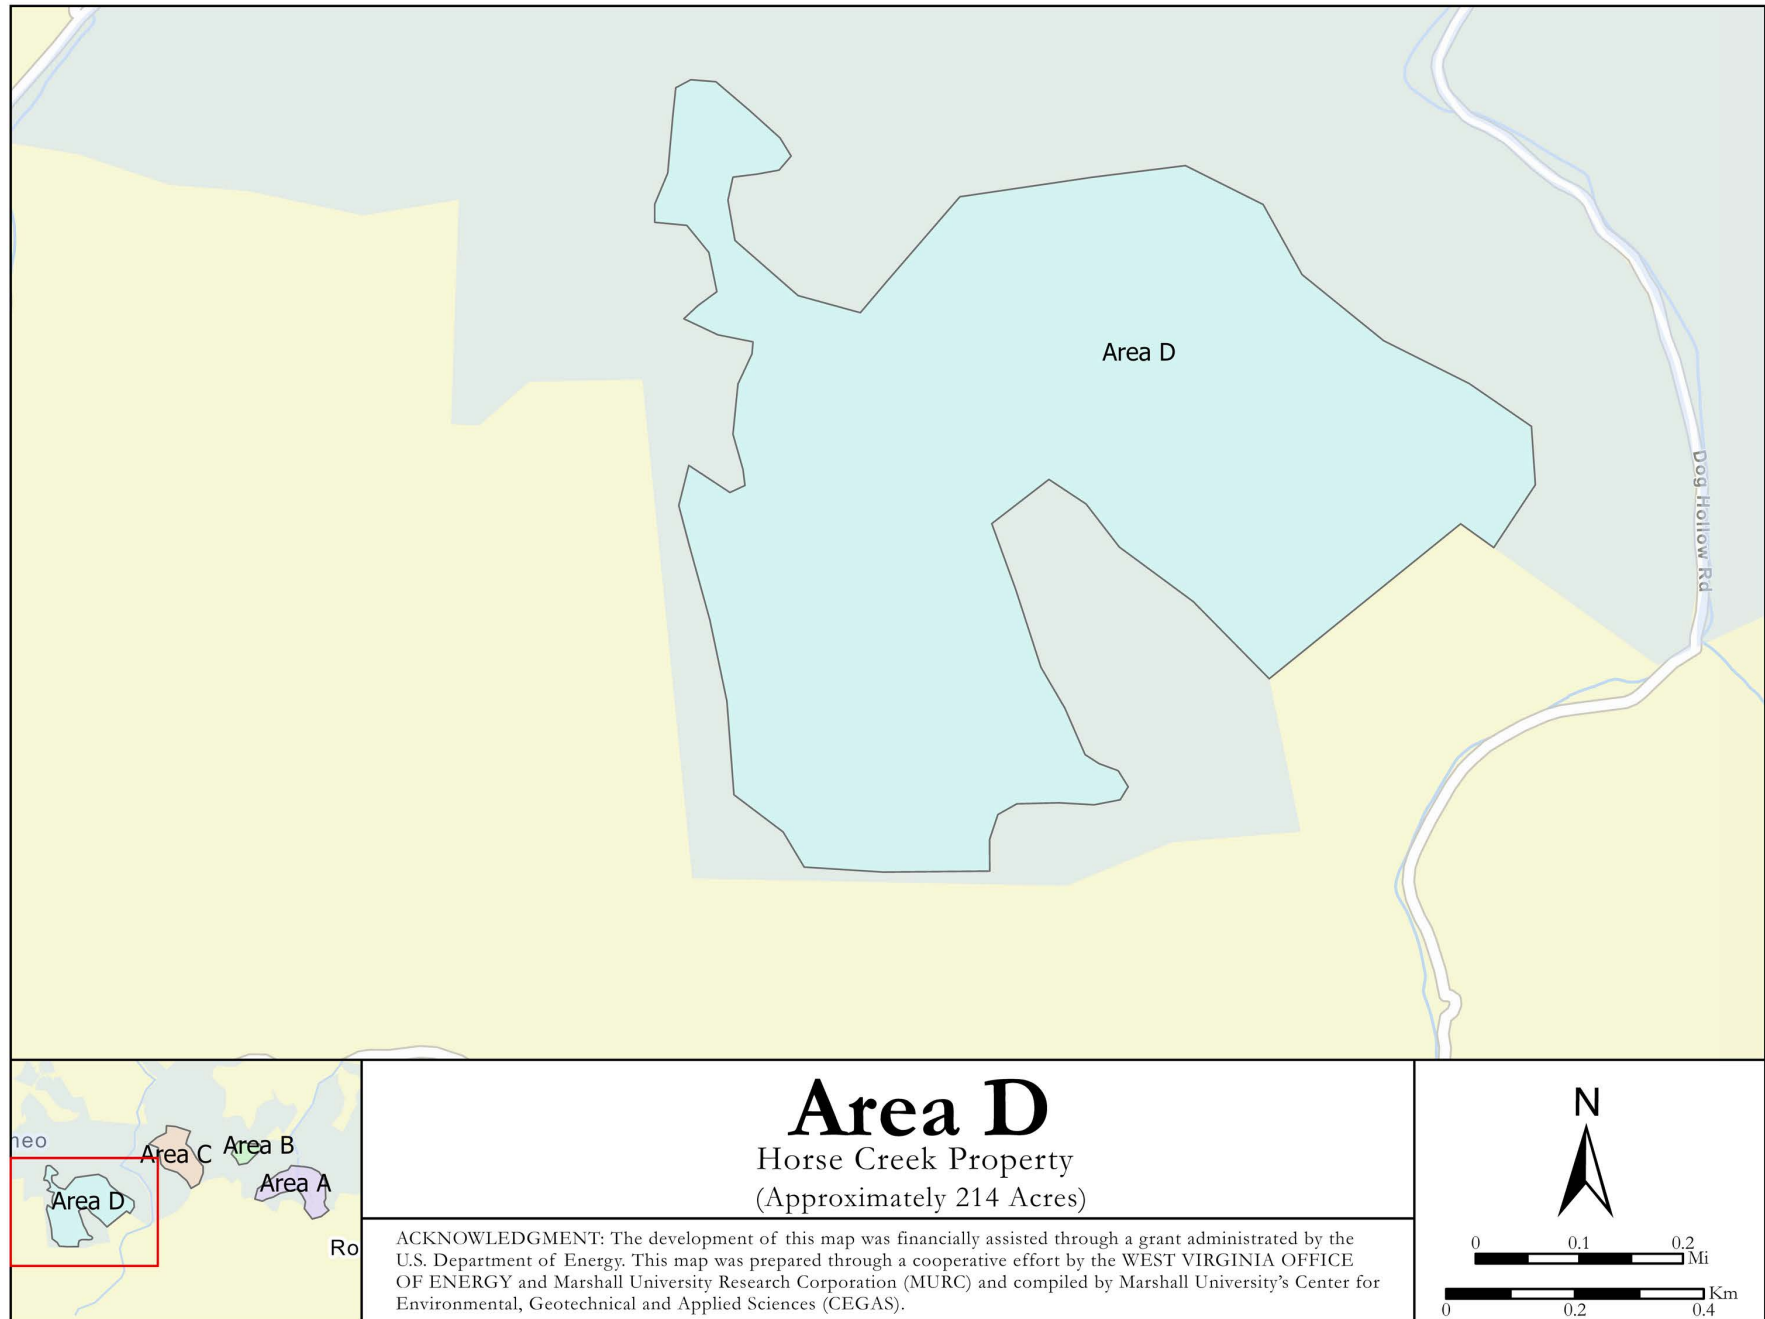 Area D
Dog Hollow Rd
neo
Area C
Area B
Area A
Area D
Ro
Area D
Horse Creek Property
(Approximately 214 Acres)
ACKNOWLEDGMENT: The development of this map was financially assisted through a grant administrated by the
U.S. Department of Energy. This map was prepared through a cooperative effort by the WEST VIRGINIA OFFICE
OF ENERGY and Marshall University Research Corporation (MURC) and compiled by Marshall University’s Center for
Environmental, Geotechnical and Applied Sciences (CEGAS).
N
0 0.1 0.2
Mi
Km
0 0.2 0.4